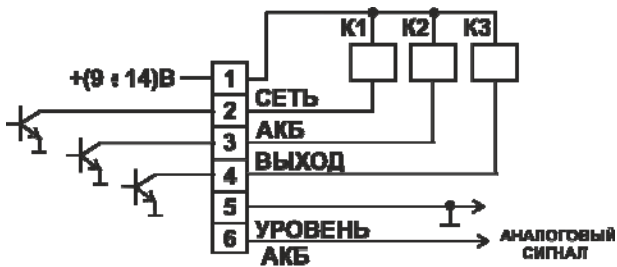 К1 К2 К3
+(9 ÷ 14)В
1
СЕТЬ
2
АКБ
3
ВЫХОД
4
5
УРОВЕНЬ
6
АКБ
АНАЛОГОВЫЙ
СИГНАЛ